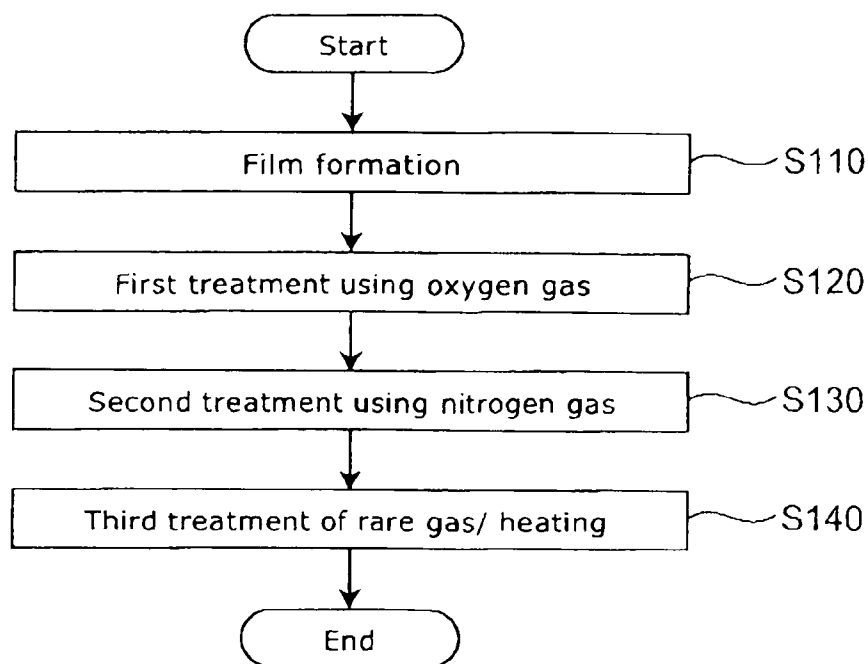 Start
Film formation
S110
First treatment using oxygen gas
S120
Second treatment using nitrogen gas
S130
Third treatment of rare gas/ heating
S140
End